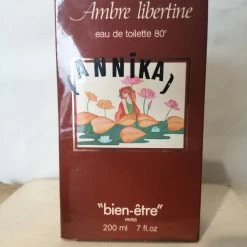 Ambre libertine
eau de toilette 80°
(ANNIKA)
"bien-être"
PARIS
200 ml 7 fl.oz